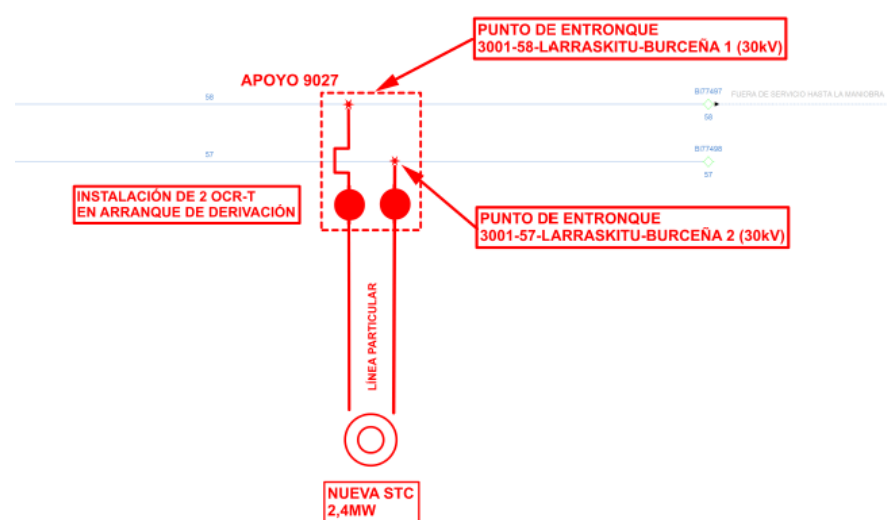 PUNTO DE ENTRONQUE
3001-58-LARRASKITU-BURCEÑA 1 (30kV)
APOYO 9027
58
BI77497
FUERA DE SERVICIO HASTA LA MANIOBRA
58
57
BI77498
57
INSTALACIÓN DE 2 OCR-T
EN ARRANQUE DE DERIVACIÓN
PUNTO DE ENTRONQUE
3001-57-LARRASKITU-BURCEÑA 2 (30kV)
LÍNEA PARTICULAR
NUEVA STC
2,4MW